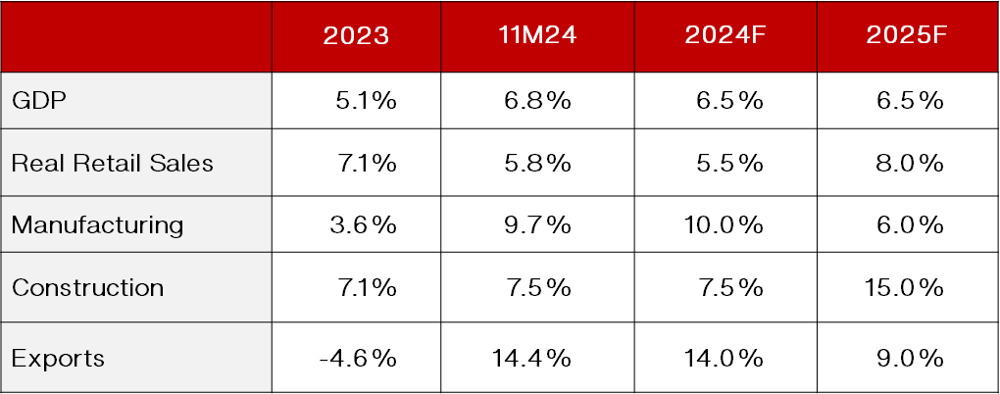 2023 11M24 2024F 2025F
GDP 5.1% 6.8% 6.5% 6.5%
Real Retail Sales 7.1% 5.8% 5.5% 8.0%
Manufacturing 3.6% 9.7% 10.0% 6.0%
Construction 7.1% 7.5% 7.5% 15.0%
Exports -4.6% 14.4% 14.0% 9.0%